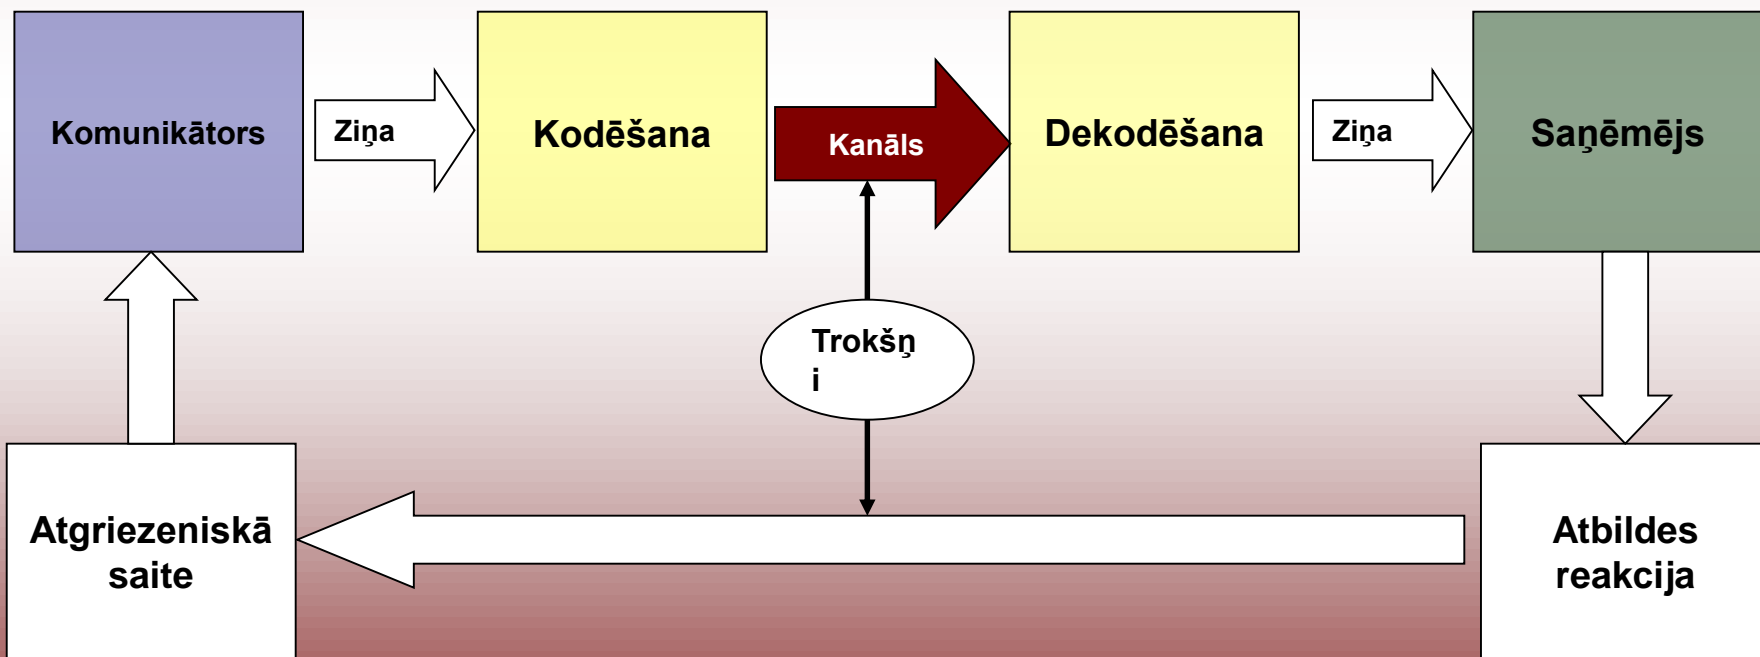 Komunikātors
Ziņa
Kodēšana
Kanāls
Dekodēšana
Ziņa
Saņēmējs
Trokšņ
i
Atgriezeniskā
saite
Atbildes
reakcija